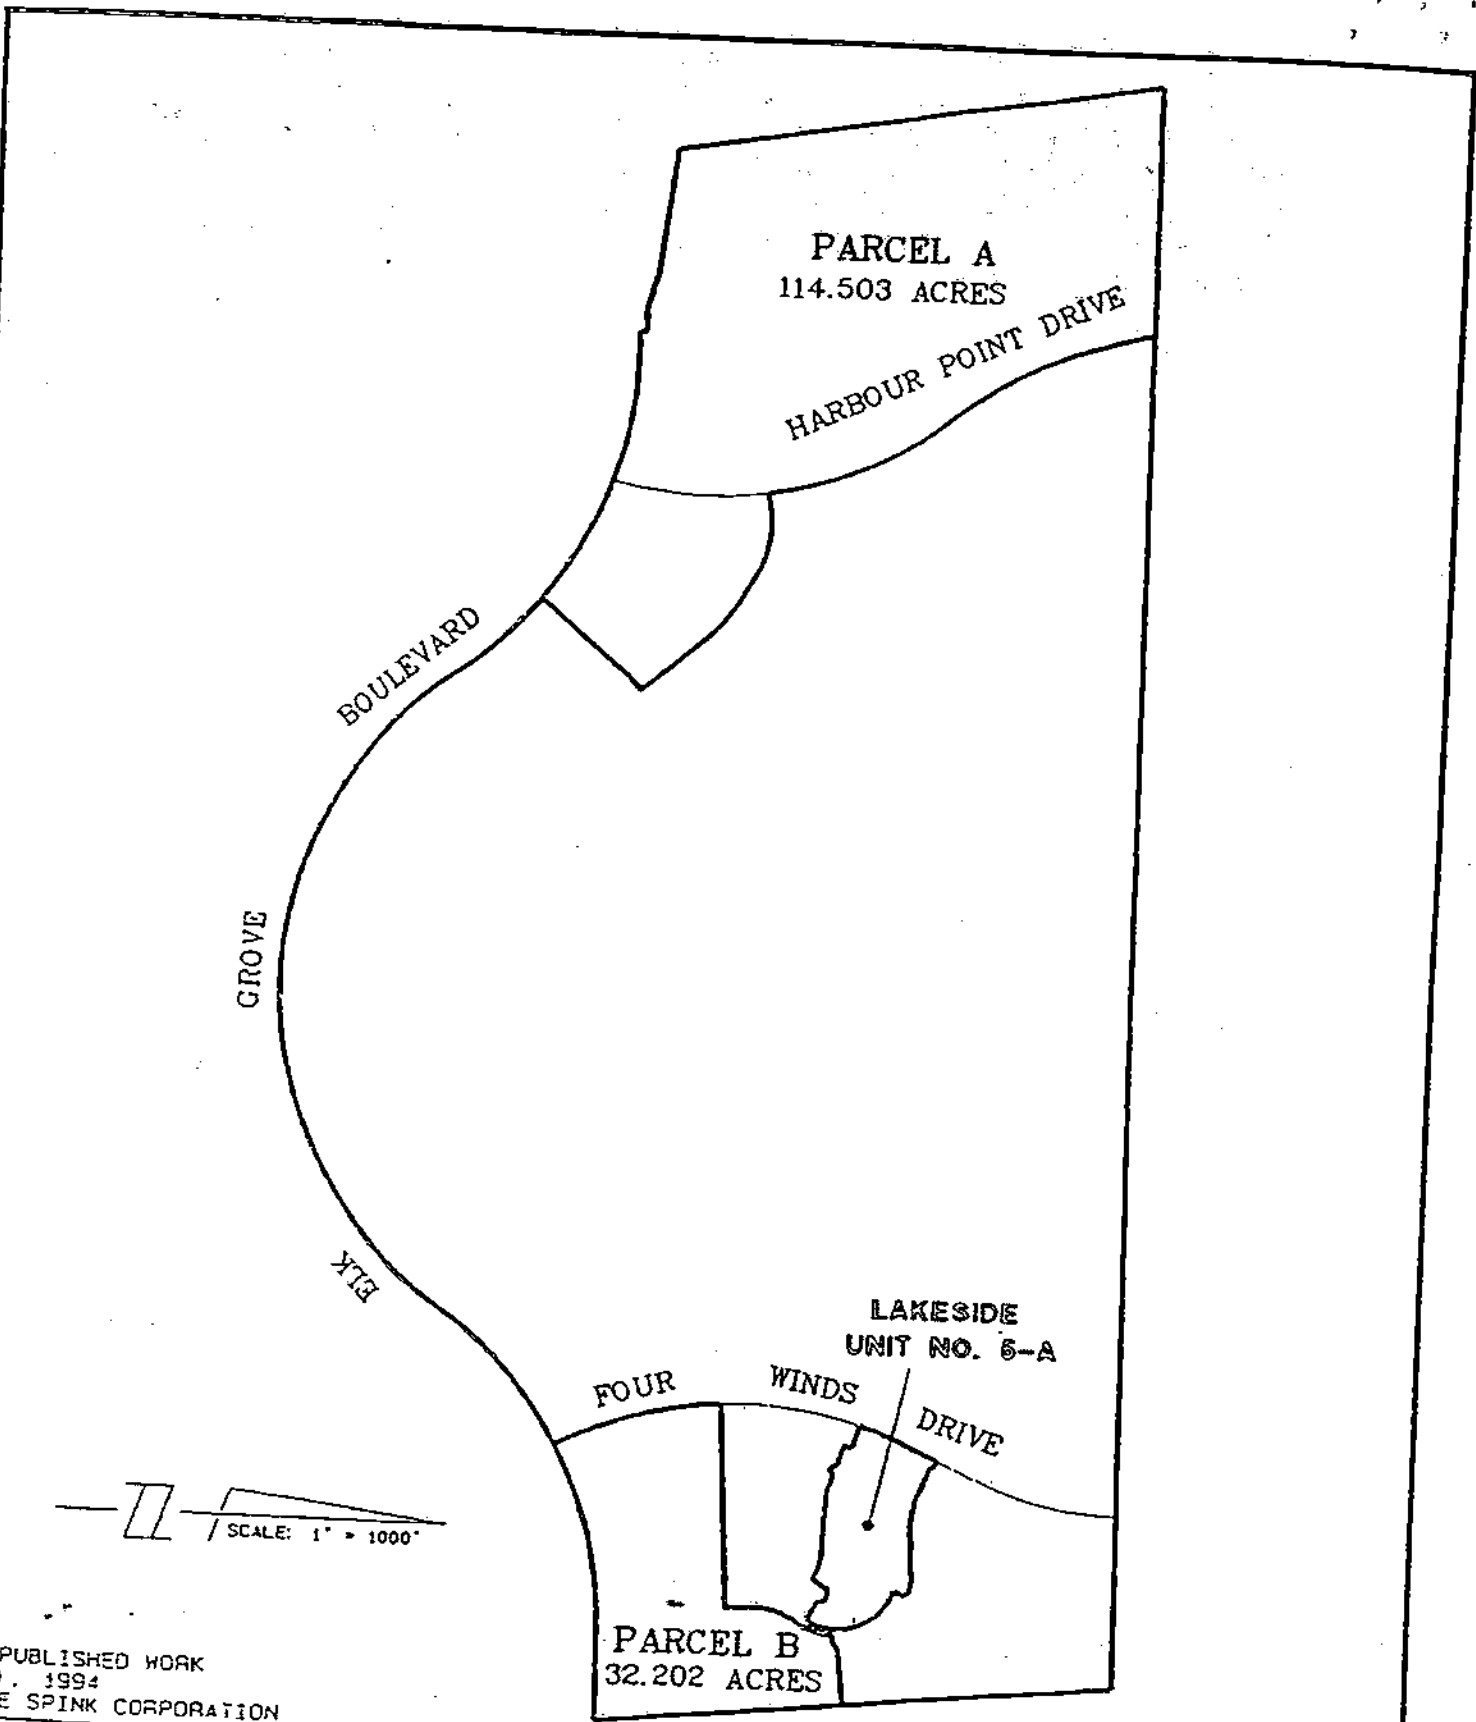 PARCEL A
114.503 ACRES
HARBOUR POINT DRIVE
BOULEVARD
GROVE
ELK
LAKESIDE
UNIT NO. 5-A
FOUR WINDS DRIVE
SCALE: 1" = 1000'
PARCEL B
32.202 ACRES
PUBLISHED WORK
1994
SPINK CORPORATION